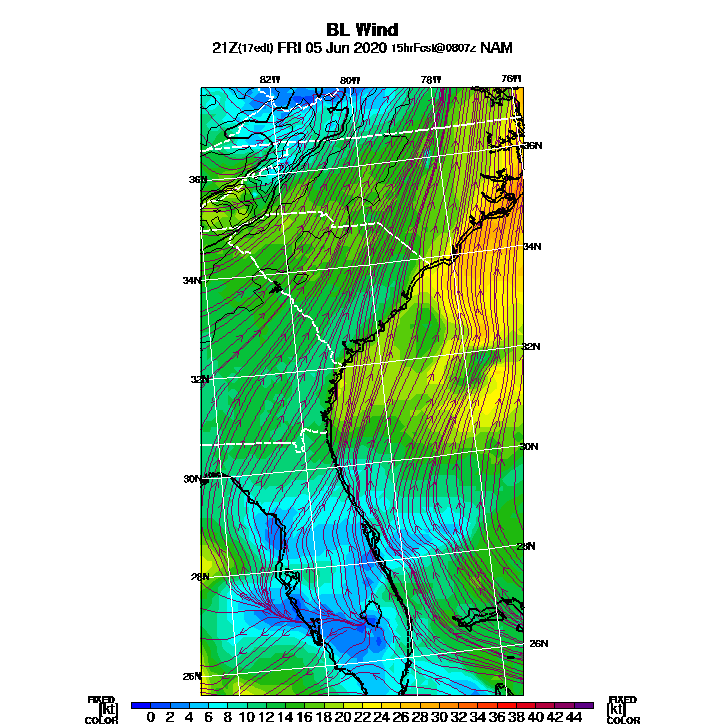 BL Wind
21Z(17edt) FRI 05 Jun 2020 15hrFcst@0807z NAM
82W 80W 78W 76W
36N
36N
34N
34N
32N
32N
30N
30N
28N
28N
26N
26N
FIXED FIXED
[kt] 0 2 4 6 8 10 12 14 16 18 20 22 24 26 28 30 32 34 36 38 40 42 44 [kt]
COLOR COLOR